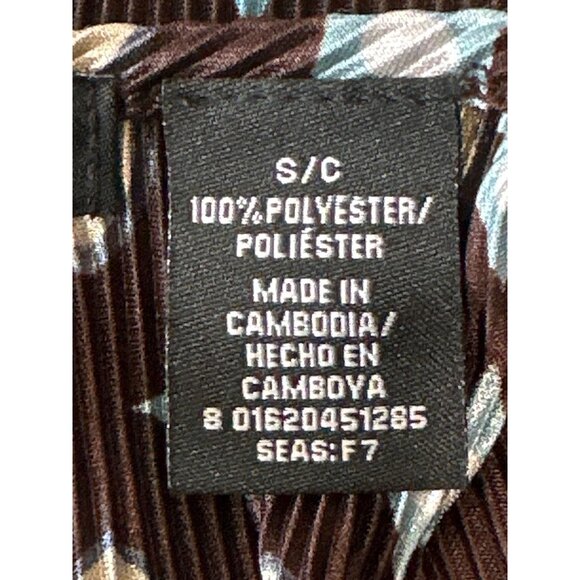 S/C
100%POLYESTER/
POLIÉSTER
MADE IN
CAMBODIA/
HECHO EN
CAMBOYA
8 01620451285
SEAS:F7